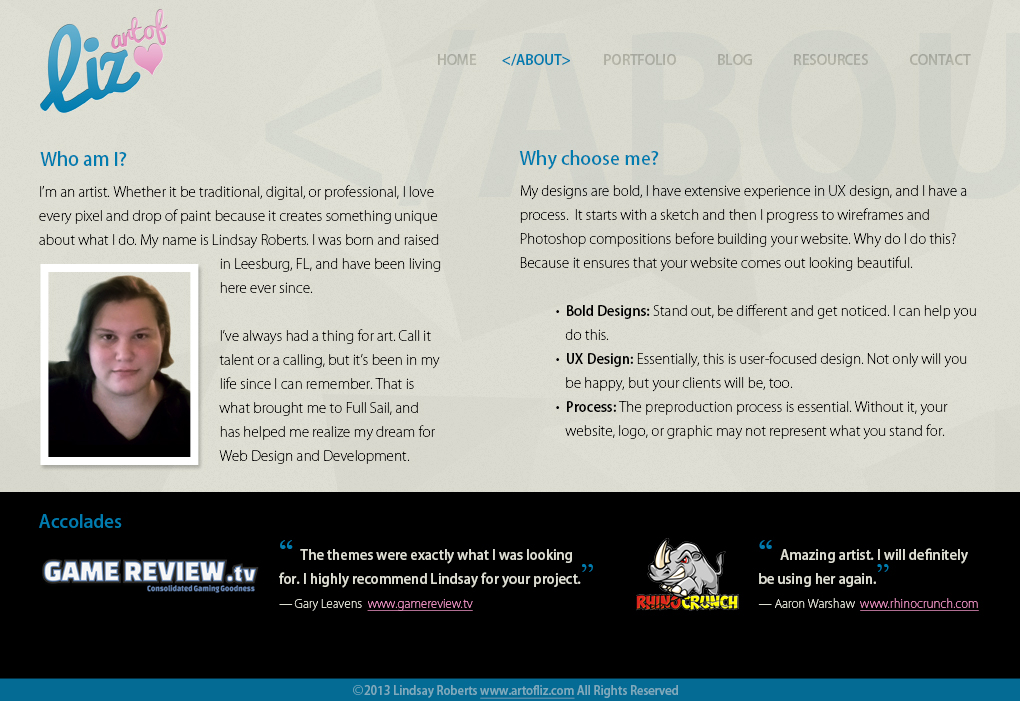 art of
liz
HOME </ABOUT> PORTFOLIO BLOG RESOURCES CONTACT
</ABOU
Who am I?
I'm an artist. Whether it be traditional, digital, or professional, I love
every pixel and drop of paint because it creates something unique
about what I do. My name is Lindsay Roberts. I was born and raised
in Leesburg, FL, and have been living
here ever since.
I've always had a thing for art. Call it
talent or a calling, but it's been in my
life since I can remember. That is
what brought me to Full Sail, and
has helped me realize my dream for
Web Design and Development.
Why choose me?
My designs are bold, I have extensive experience in UX design, and I have a
process.  It starts with a sketch and then I progress to wireframes and
Photoshop compositions before building your website. Why do I do this?
Because it ensures that your website comes out looking beautiful.
• Bold Designs: Stand out, be different and get noticed. I can help you
do this.
• UX Design: Essentially, this is user-focused design. Not only will you
be happy, but your clients will be, too.
• Process: The preproduction process is essential. Without it, your
website, logo, or graphic may not represent what you stand for.
Accolades
GAME REVIEW.tv
Consolidated Gaming Goodness
“ The themes were exactly what I was looking
for. I highly recommend Lindsay for your project.”
— Gary Leavens www.gamereview.tv
RHINOCRUNCH
“ Amazing artist. I will definitely
be using her again.”
— Aaron Warshaw www.rhinocrunch.com
©2013 Lindsay Roberts www.artofliz.com All Rights Reserved